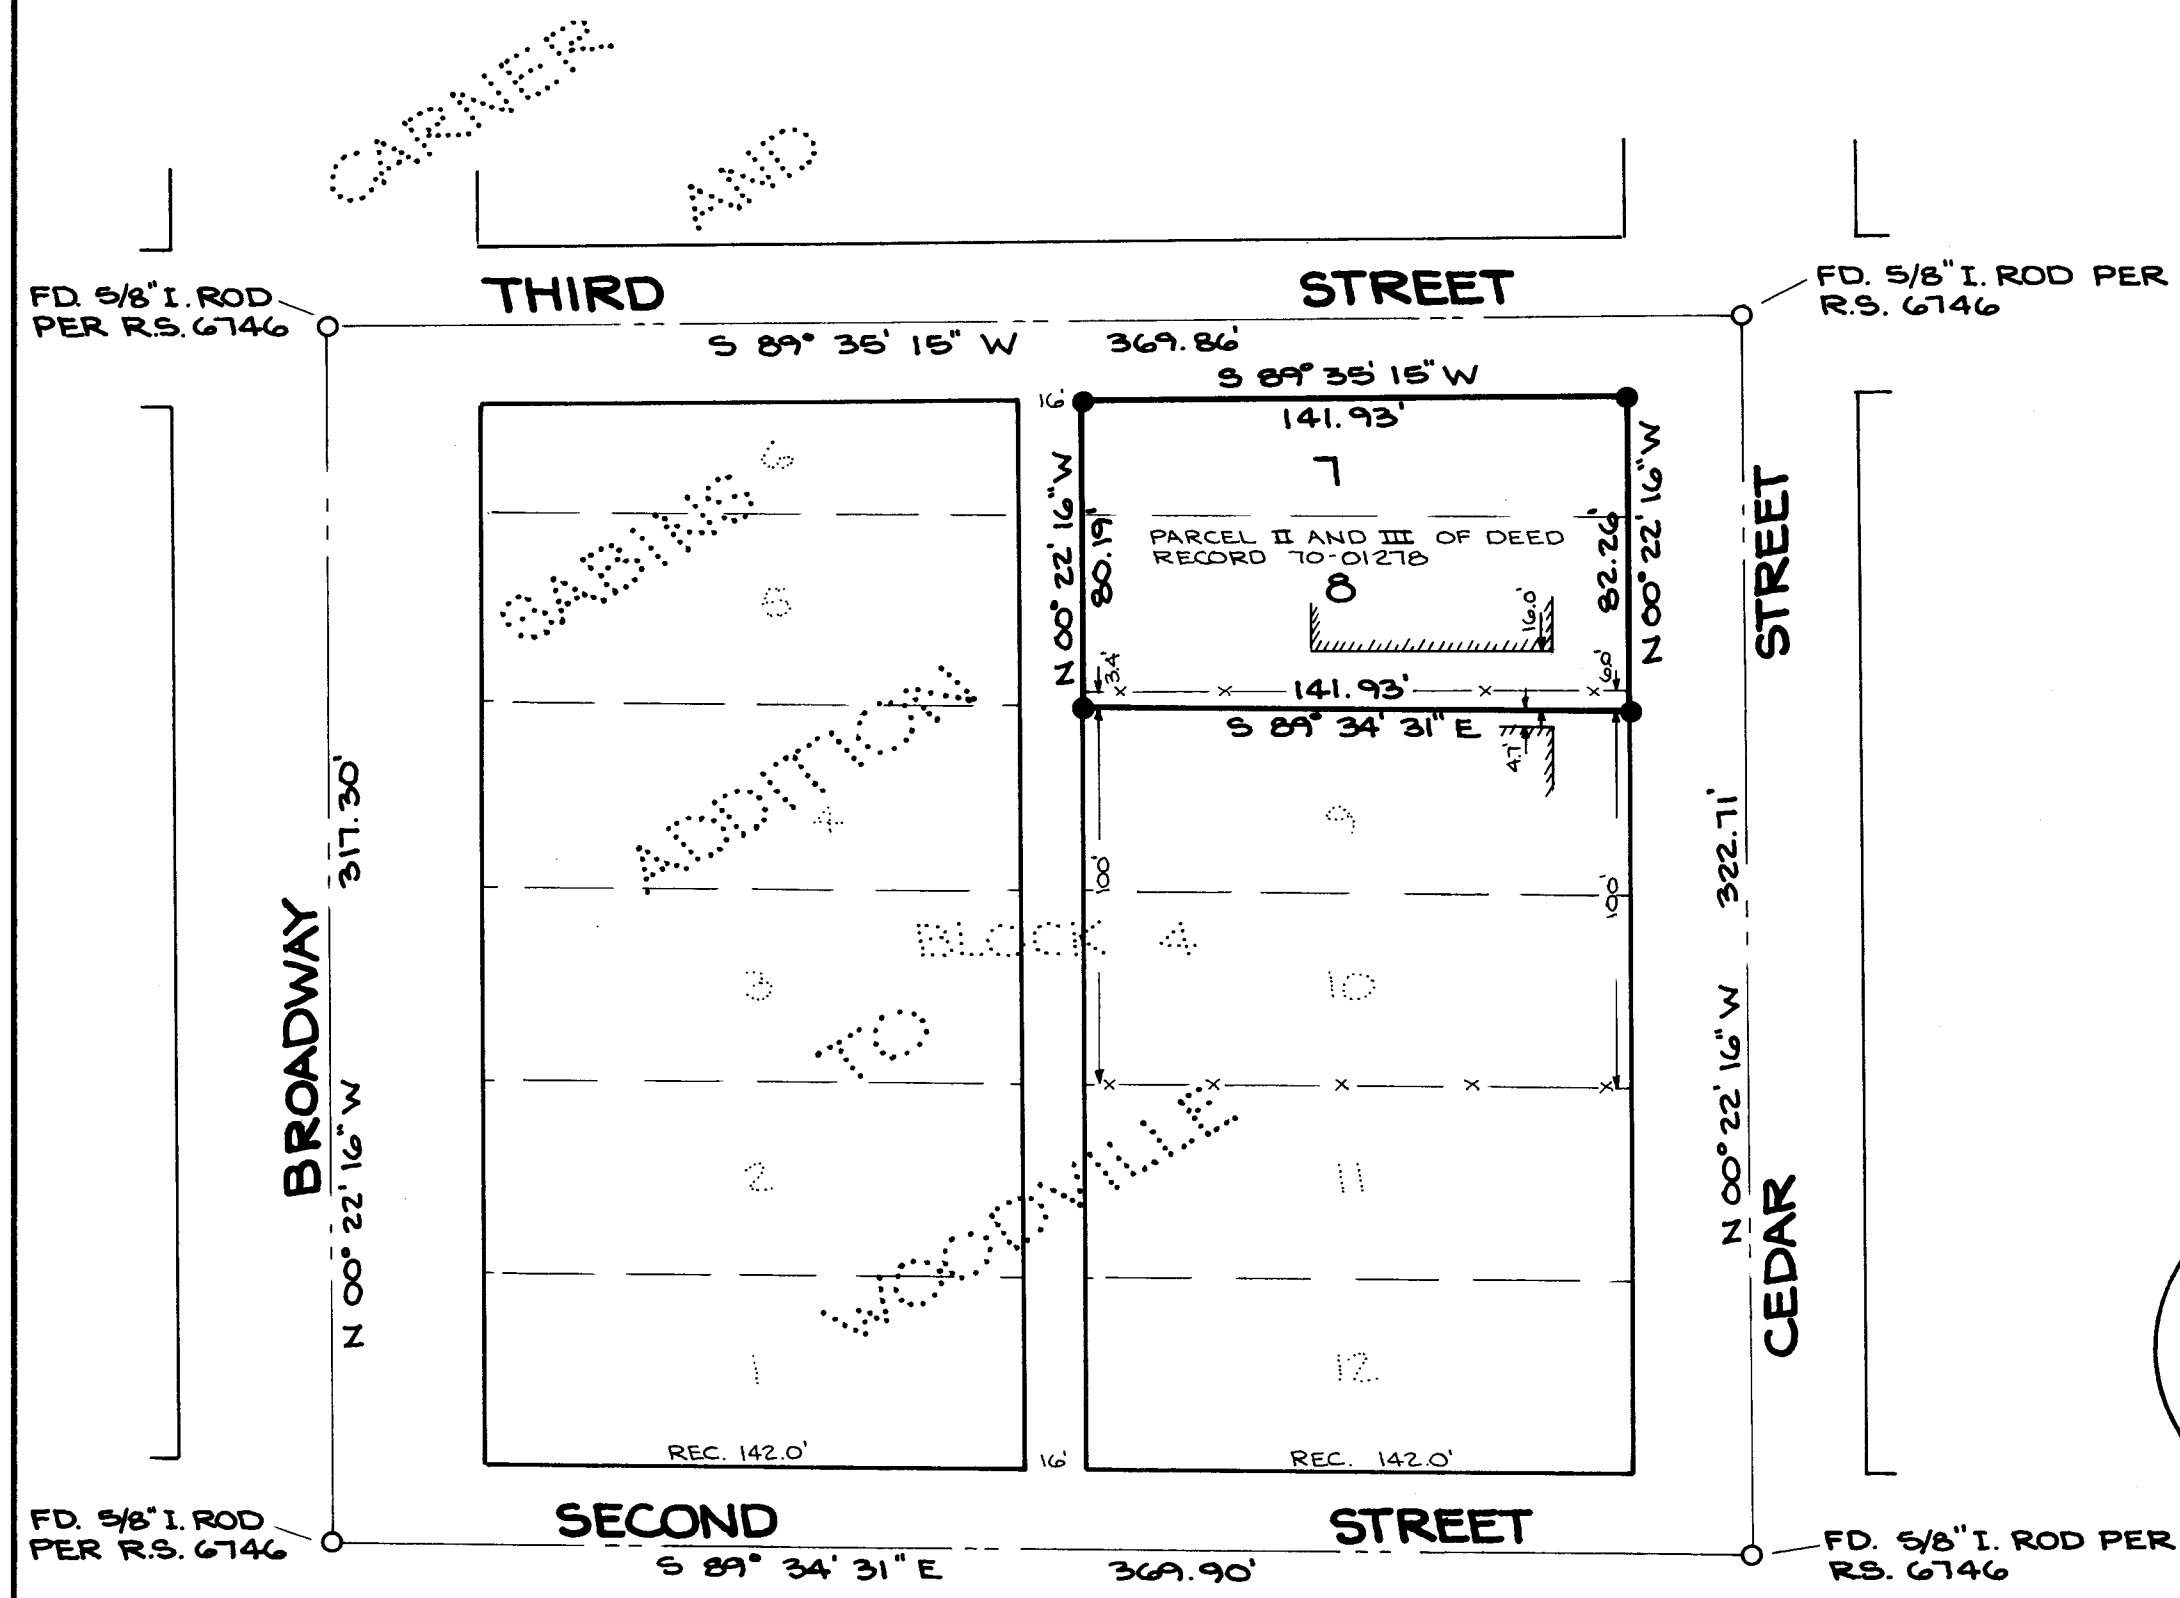 CARNER
AND
SABINS
ADDITION
TO
WOODVILLE
BLOCK 4
FD. 5/8" I. ROD
PER R.S. 6746
THIRD STREET
FD. 5/8" I. ROD PER
R.S. 6746
S 89° 35' 15" W 369.86'
S 89° 35' 15" W
16'
141.93'
7
N 00° 22' 16" W
80.19'
PARCEL II AND III OF DEED
RECORD 70-01278
8
82.26'
N 00° 22' 16" W
16.0'
3.4'
6.0'
141.93'
S 89° 34' 31" E
4.7'
6
5
4
3
2
1
9
10
11
12
100'
100'
BROADWAY
317.30'
N 00° 22' 16" W
CEDAR STREET
322.71'
N 00° 22' 16" W
REC. 142.0'
16'
REC. 142.0'
FD. 5/8" I. ROD
PER R.S. 6746
SECOND STREET
S 89° 34' 31" E 369.90'
FD. 5/8" I. ROD PER
R.S. 6746